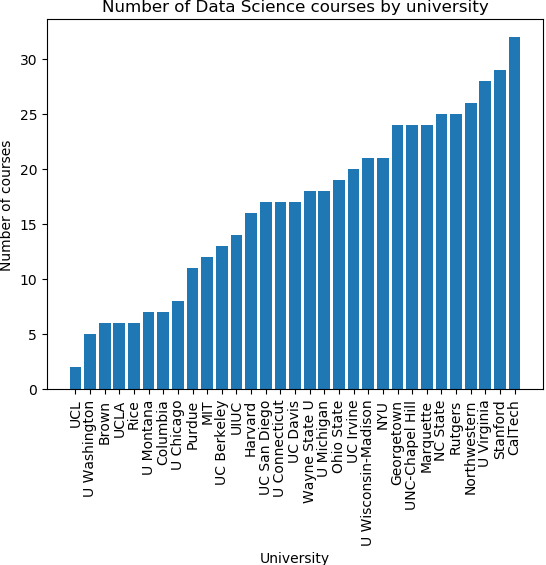 Number of Data Science courses by university
Number of courses
30
25
20
15
10
5
0
UCL
U Washington
Brown
UCLA
Rice
U Montana
Columbia
U Chicago
Purdue
MIT
UC Berkeley
UIUC
Harvard
UC San Diego
U Connecticut
UC Davis
Wayne State U
U Michigan
Ohio State
UC Irvine
U Wisconsin-Madison
NYU
Georgetown
UNC-Chapel Hill
Marquette
NC State
Rutgers
Northwestern
U Virginia
Stanford
CalTech
University